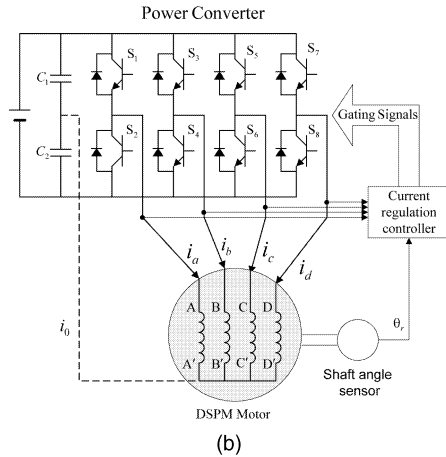 Power Converter
S1
S3
S5
S7
C1
S2
S4
S6
S8
C2
Gating Signals
Current
regulation
controller
ia
ib
ic
id
i0
A B C D
A′ B′ C′ D′
θr
Shaft angle
sensor
DSPM Motor
(b)